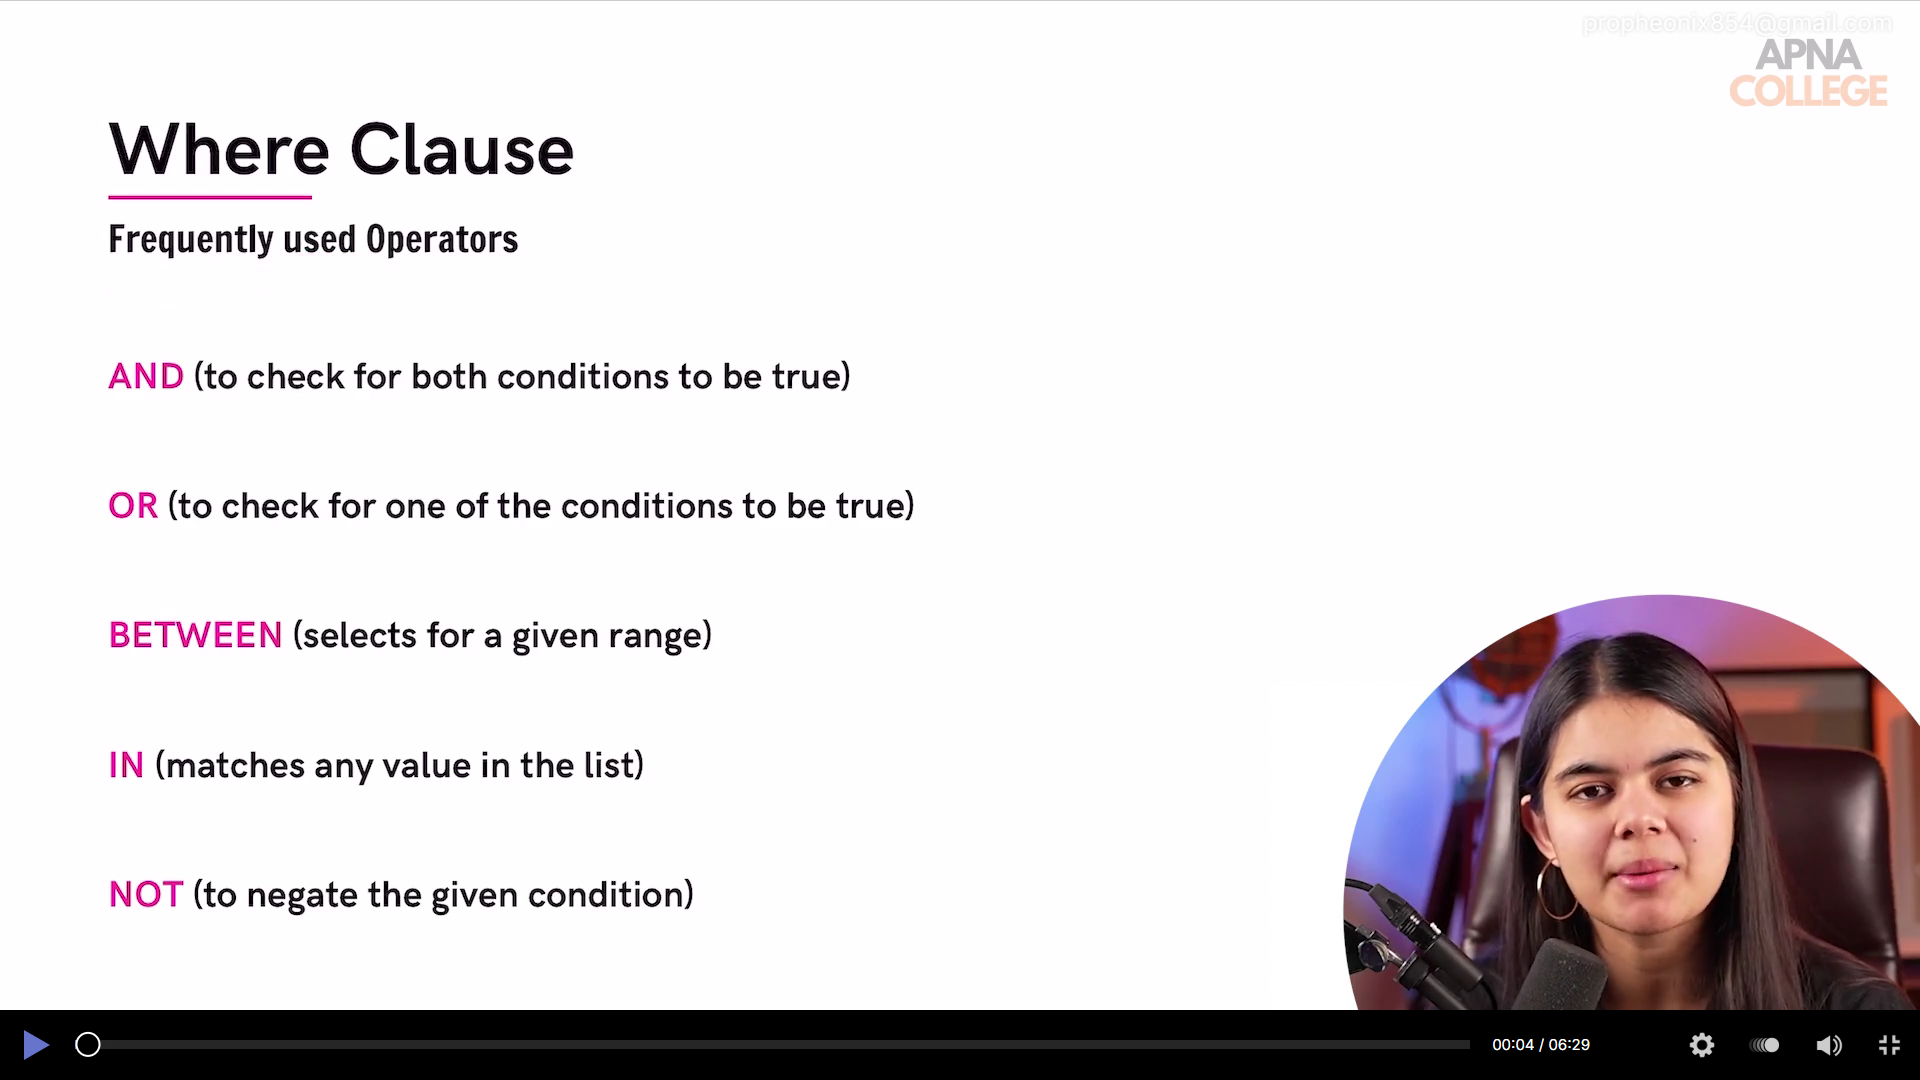 propheonix854@gmail.com
APNA
COLLEGE
Where Clause
Frequently used Operators
AND (to check for both conditions to be true)
OR (to check for one of the conditions to be true)
BETWEEN (selects for a given range)
IN (matches any value in the list)
NOT (to negate the given condition)
00:04 / 06:29